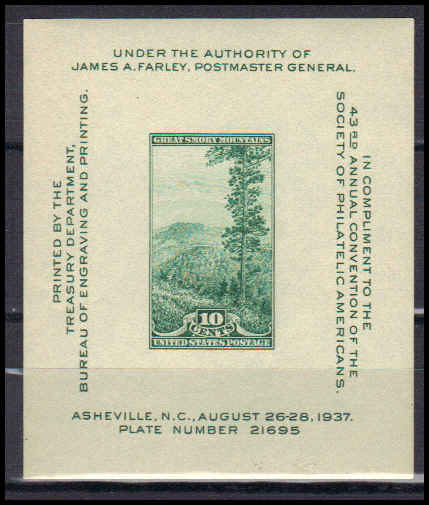 UNDER THE AUTHORITY OF
JAMES A. FARLEY, POSTMASTER GENERAL.
PRINTED BY THE
TREASURY DEPARTMENT,
BUREAU OF ENGRAVING AND PRINTING.
GREAT SMOKY MOUNTAINS
10
CENTS
UNITED STATES POSTAGE
IN COMPLIMENT TO THE
43RD ANNUAL CONVENTION OF THE
SOCIETY OF PHILATELIC AMERICANS.
ASHEVILLE, N.C., AUGUST 26-28, 1937.
PLATE NUMBER 21695